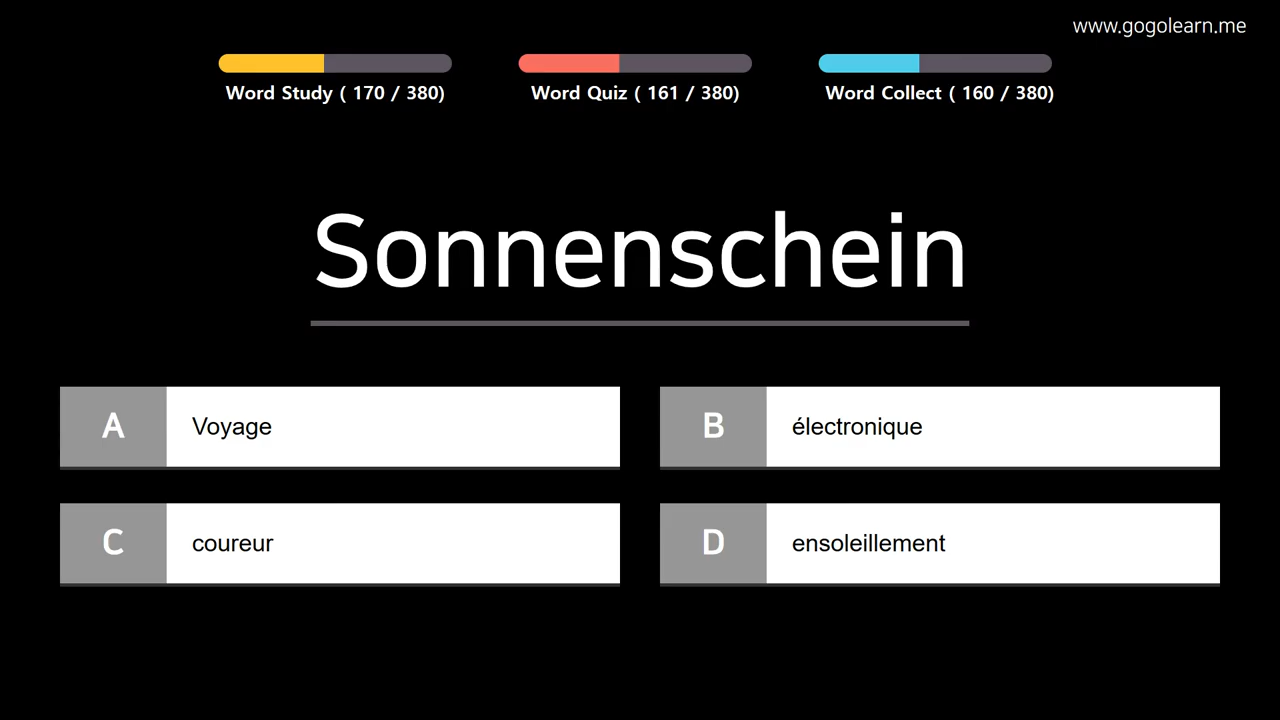 www.gogolearn.me
Word Study ( 170 / 380)
Word Quiz ( 161 / 380)
Word Collect ( 160 / 380)
Sonnenschein
A Voyage
B électronique
C coureur
D ensoleillement